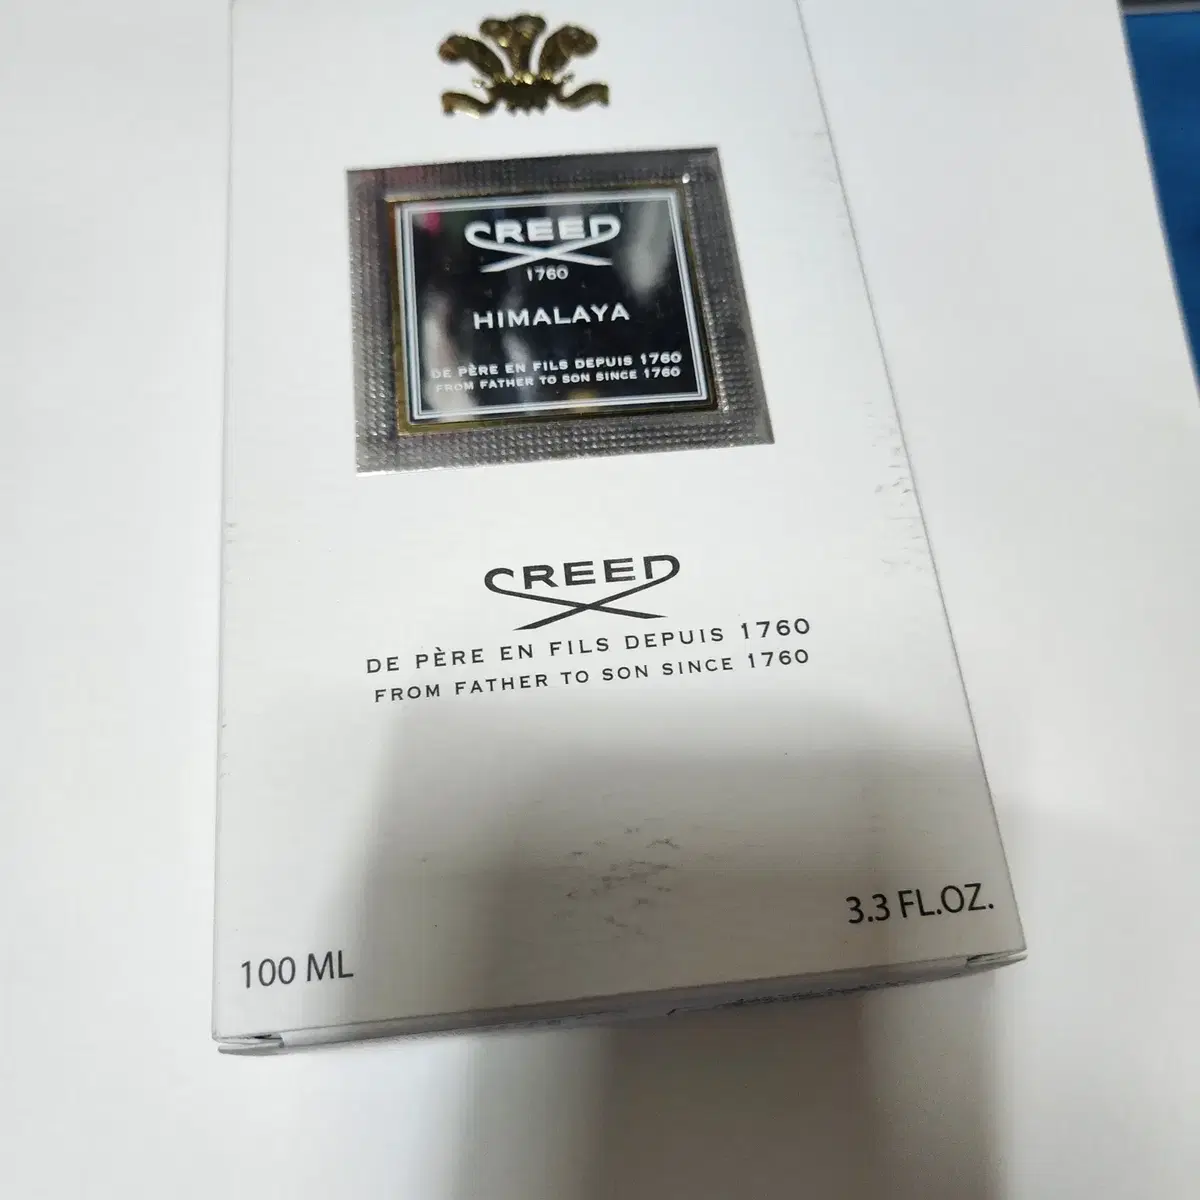 CREED
1760
HIMALAYA
DE PÈRE EN FILS DEPUIS 1760
FROM FATHER TO SON SINCE 1760
CREED
DE PÈRE EN FILS DEPUIS 1760
FROM FATHER TO SON SINCE 1760
3.3 FL.OZ.
100 ML